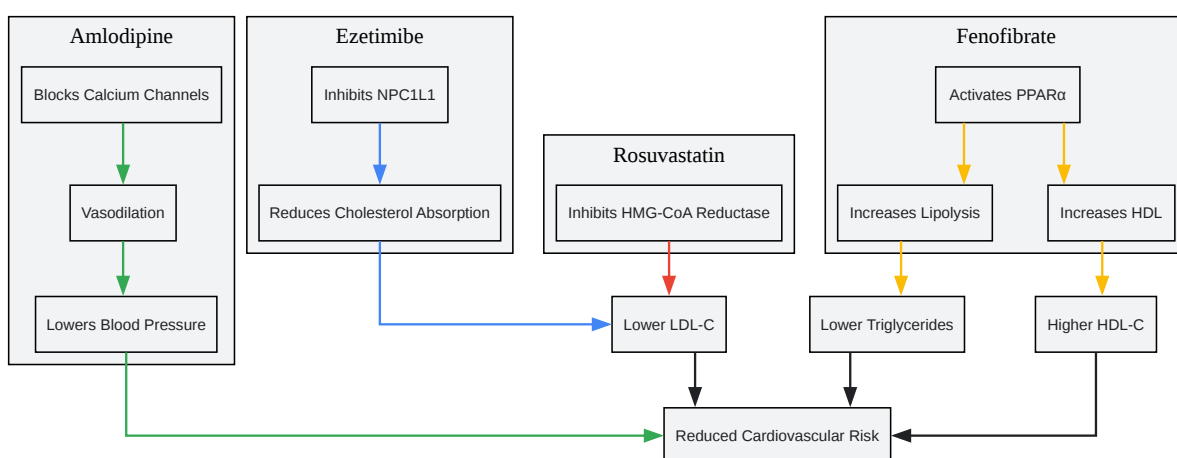 Amlodipine
Ezetimibe
Fenofibrate
Blocks Calcium Channels
Inhibits NPC1L1
Activates PPARα
Rosuvastatin
Vasodilation
Reduces Cholesterol Absorption
Inhibits HMG-CoA Reductase
Increases Lipolysis
Increases HDL
Lowers Blood Pressure
Lower LDL-C
Lower Triglycerides
Higher HDL-C
Reduced Cardiovascular Risk